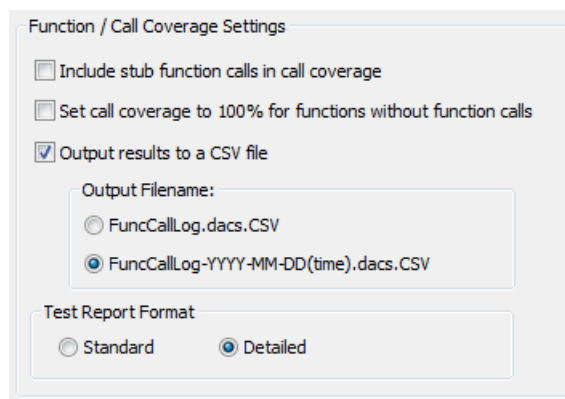 Function / Call Coverage Settings
Include stub function calls in call coverage
Set call coverage to 100% for functions without function calls
Output results to a CSV file
Output Filename:
FuncCallLog.dacs.CSV
FuncCallLog-YYYY-MM-DD(time).dacs.CSV
Test Report Format
Standard Detailed